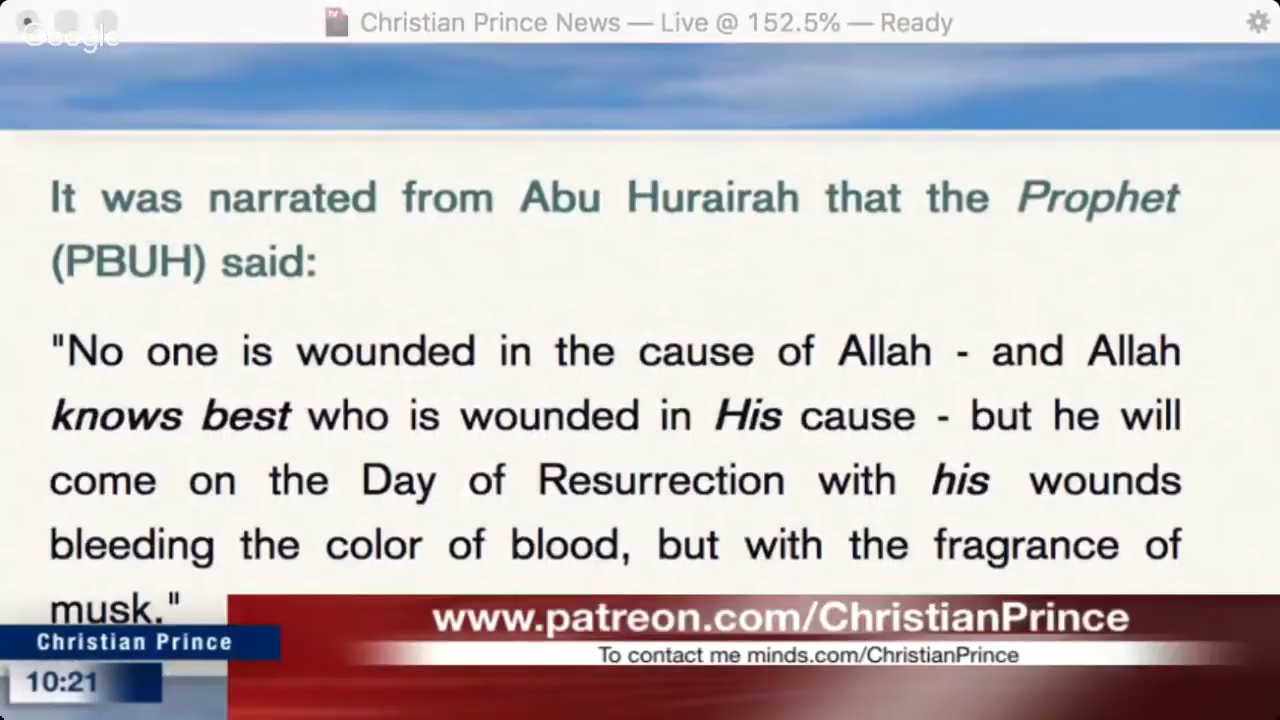 Christian Prince News — Live @ 152.5% — Ready
Google
It was narrated from Abu Hurairah that the Prophet
(PBUH) said:
"No one is wounded in the cause of Allah - and Allah
knows best who is wounded in His cause - but he will
come on the Day of Resurrection with his wounds
bleeding the color of blood, but with the fragrance of
musk."
www.patreon.com/ChristianPrince
Christian Prince
To contact me minds.com/ChristianPrince
10:21